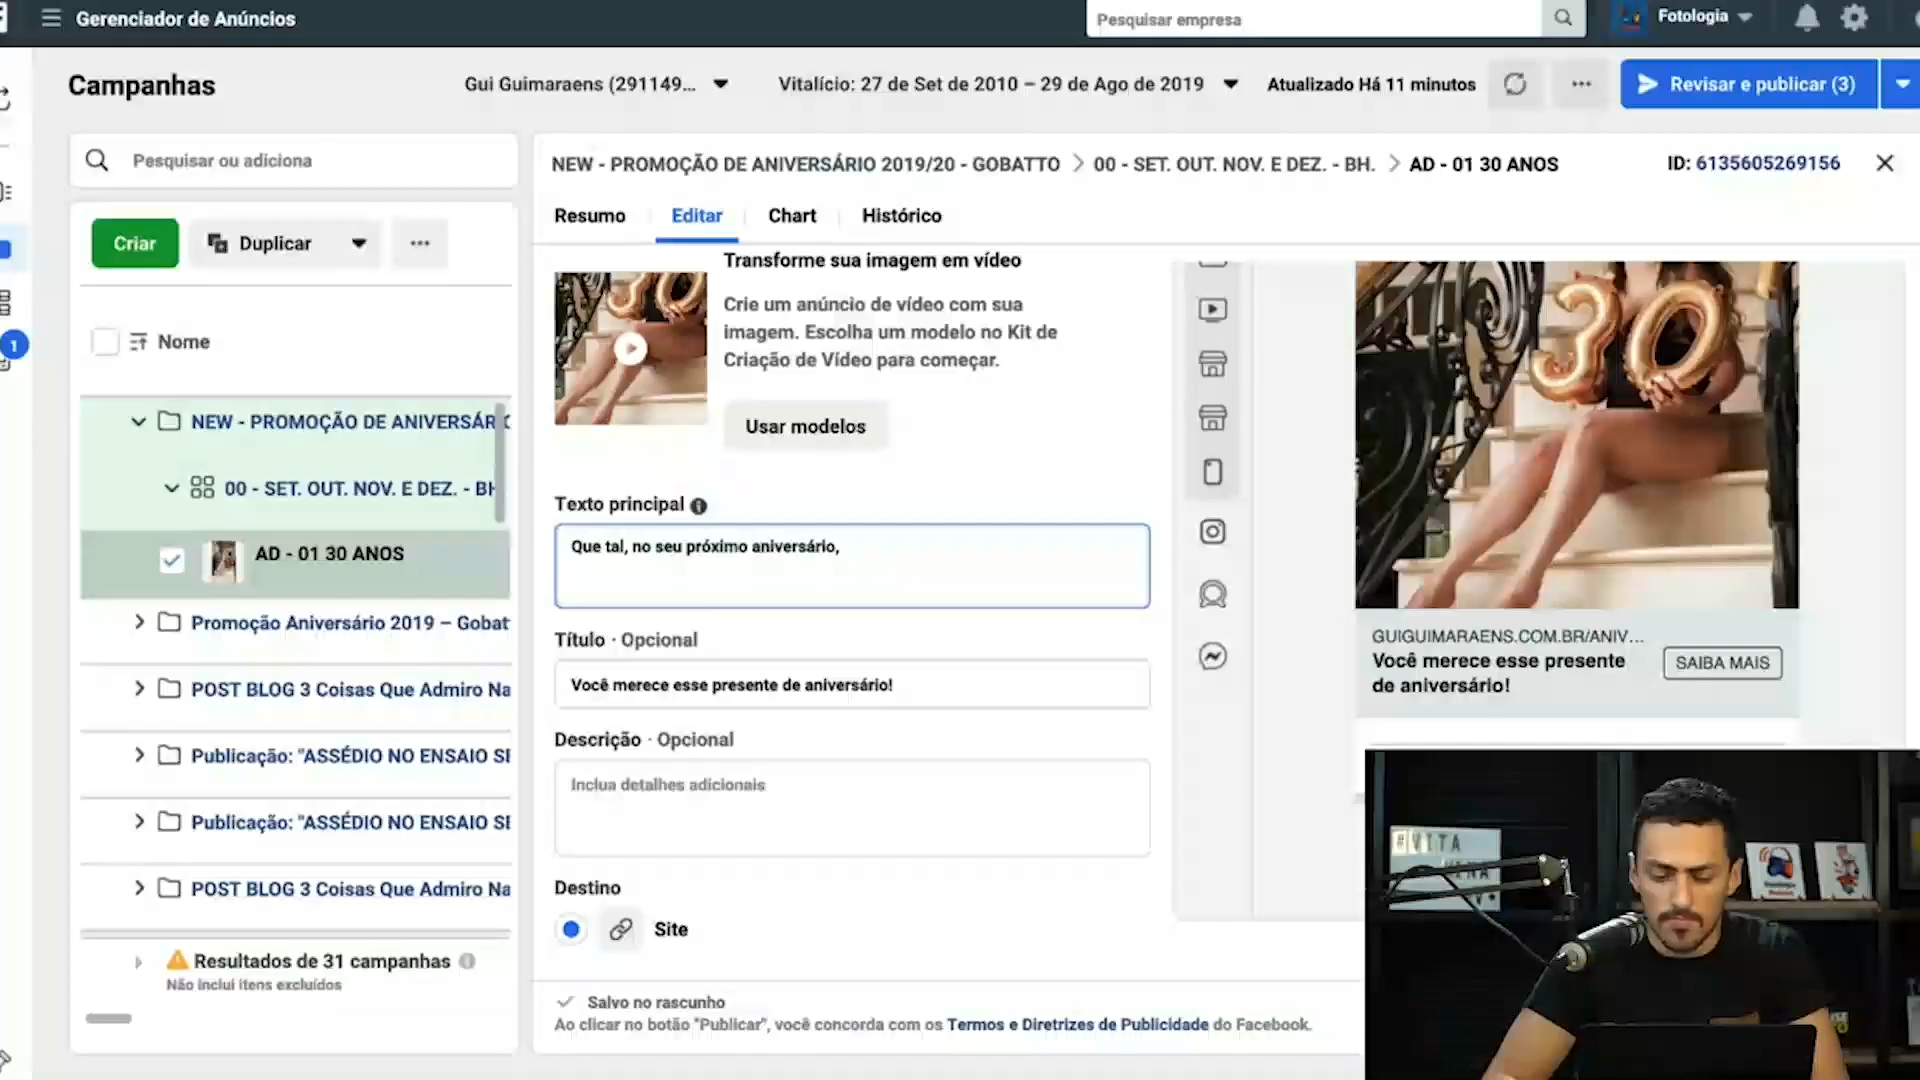 Gerenciador de Anúncios
Pesquisar empresa
Fotologia
Campanhas
Gui Guimaraens (291149...
Vitalício: 27 de Set de 2010 – 29 de Ago de 2019
Atualizado Há 11 minutos
Revisar e publicar (3)
Pesquisar ou adiciona
NEW - PROMOÇÃO DE ANIVERSÁRIO 2019/20 - GOBATTO
00 - SET. OUT. NOV. E DEZ. - BH.
AD - 01 30 ANOS
ID: 6135605269156
Resumo
Editar
Chart
Histórico
Criar
Duplicar
Nome
1
NEW - PROMOÇÃO DE ANIVERSÁRIO
00 - SET. OUT. NOV. E DEZ. - BH
AD - 01 30 ANOS
Promoção Aniversário 2019 – Gobat
POST BLOG 3 Coisas Que Admiro Na
Publicação: "ASSÉDIO NO ENSAIO SE
Publicação: "ASSÉDIO NO ENSAIO SE
POST BLOG 3 Coisas Que Admiro Na
Resultados de 31 campanhas
Não inclui itens excluídos
Transforme sua imagem em vídeo
Crie um anúncio de vídeo com sua
imagem. Escolha um modelo no Kit de
Criação de Vídeo para começar.
Usar modelos
Texto principal
Que tal, no seu próximo aniversário,
Título · Opcional
Você merece esse presente de aniversário!
Descrição · Opcional
Inclua detalhes adicionais
Destino
Site
Salvo no rascunho
Ao clicar no botão "Publicar", você concorda com os Termos e Diretrizes de Publicidade do Facebook.
30
30
GUIGUIMARAENS.COM.BR/ANIV...
Você merece esse presente
de aniversário!
SAIBA MAIS
#VITA